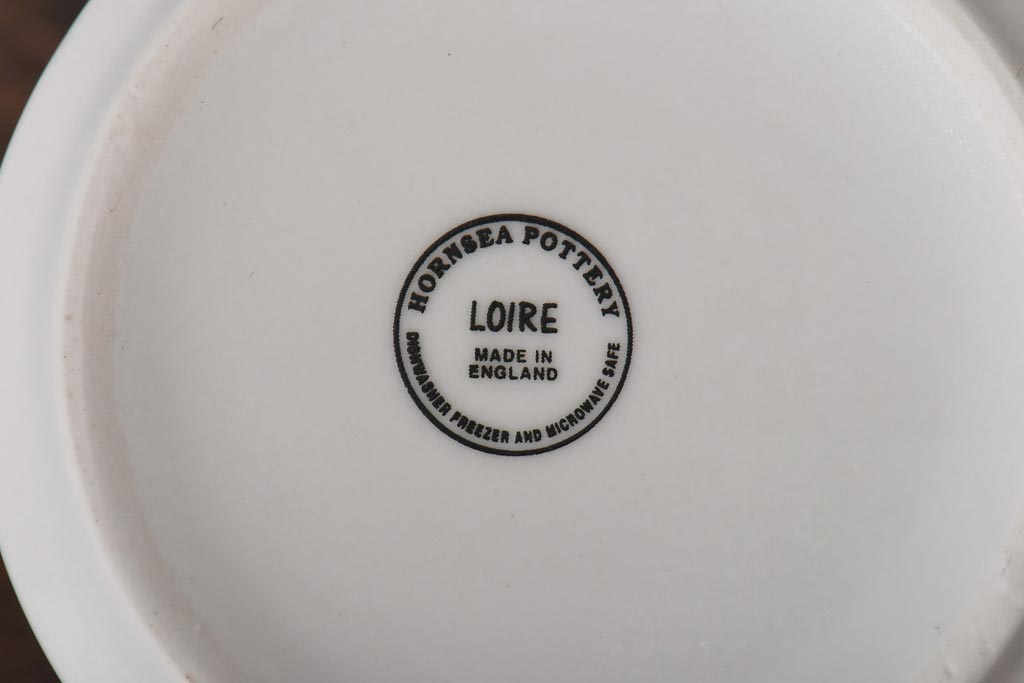 HORNSEA POTTERY
LOIRE
MADE IN
ENGLAND
DISHWASHER FREEZER AND MICROWAVE SAFE